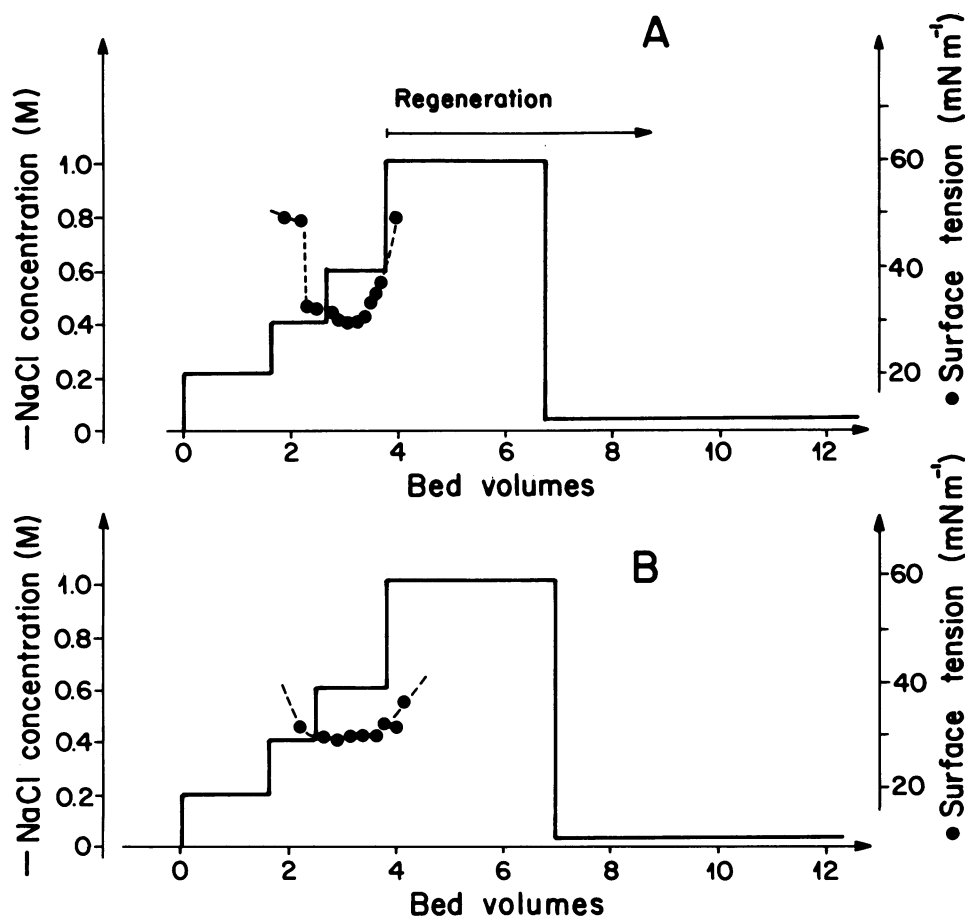 A
Regeneration
—NaCl concentration (M)
1.0
0.8
0.6
0.4
0.2
0
60
40
20
• Surface tension (mNm⁻¹)
0 2 4 6 8 10 12
Bed volumes
B
—NaCl concentration (M)
1.0
0.8
0.6
0.4
0.2
0
60
40
20
• Surface tension (mNm⁻¹)
0 2 4 6 8 10 12
Bed volumes